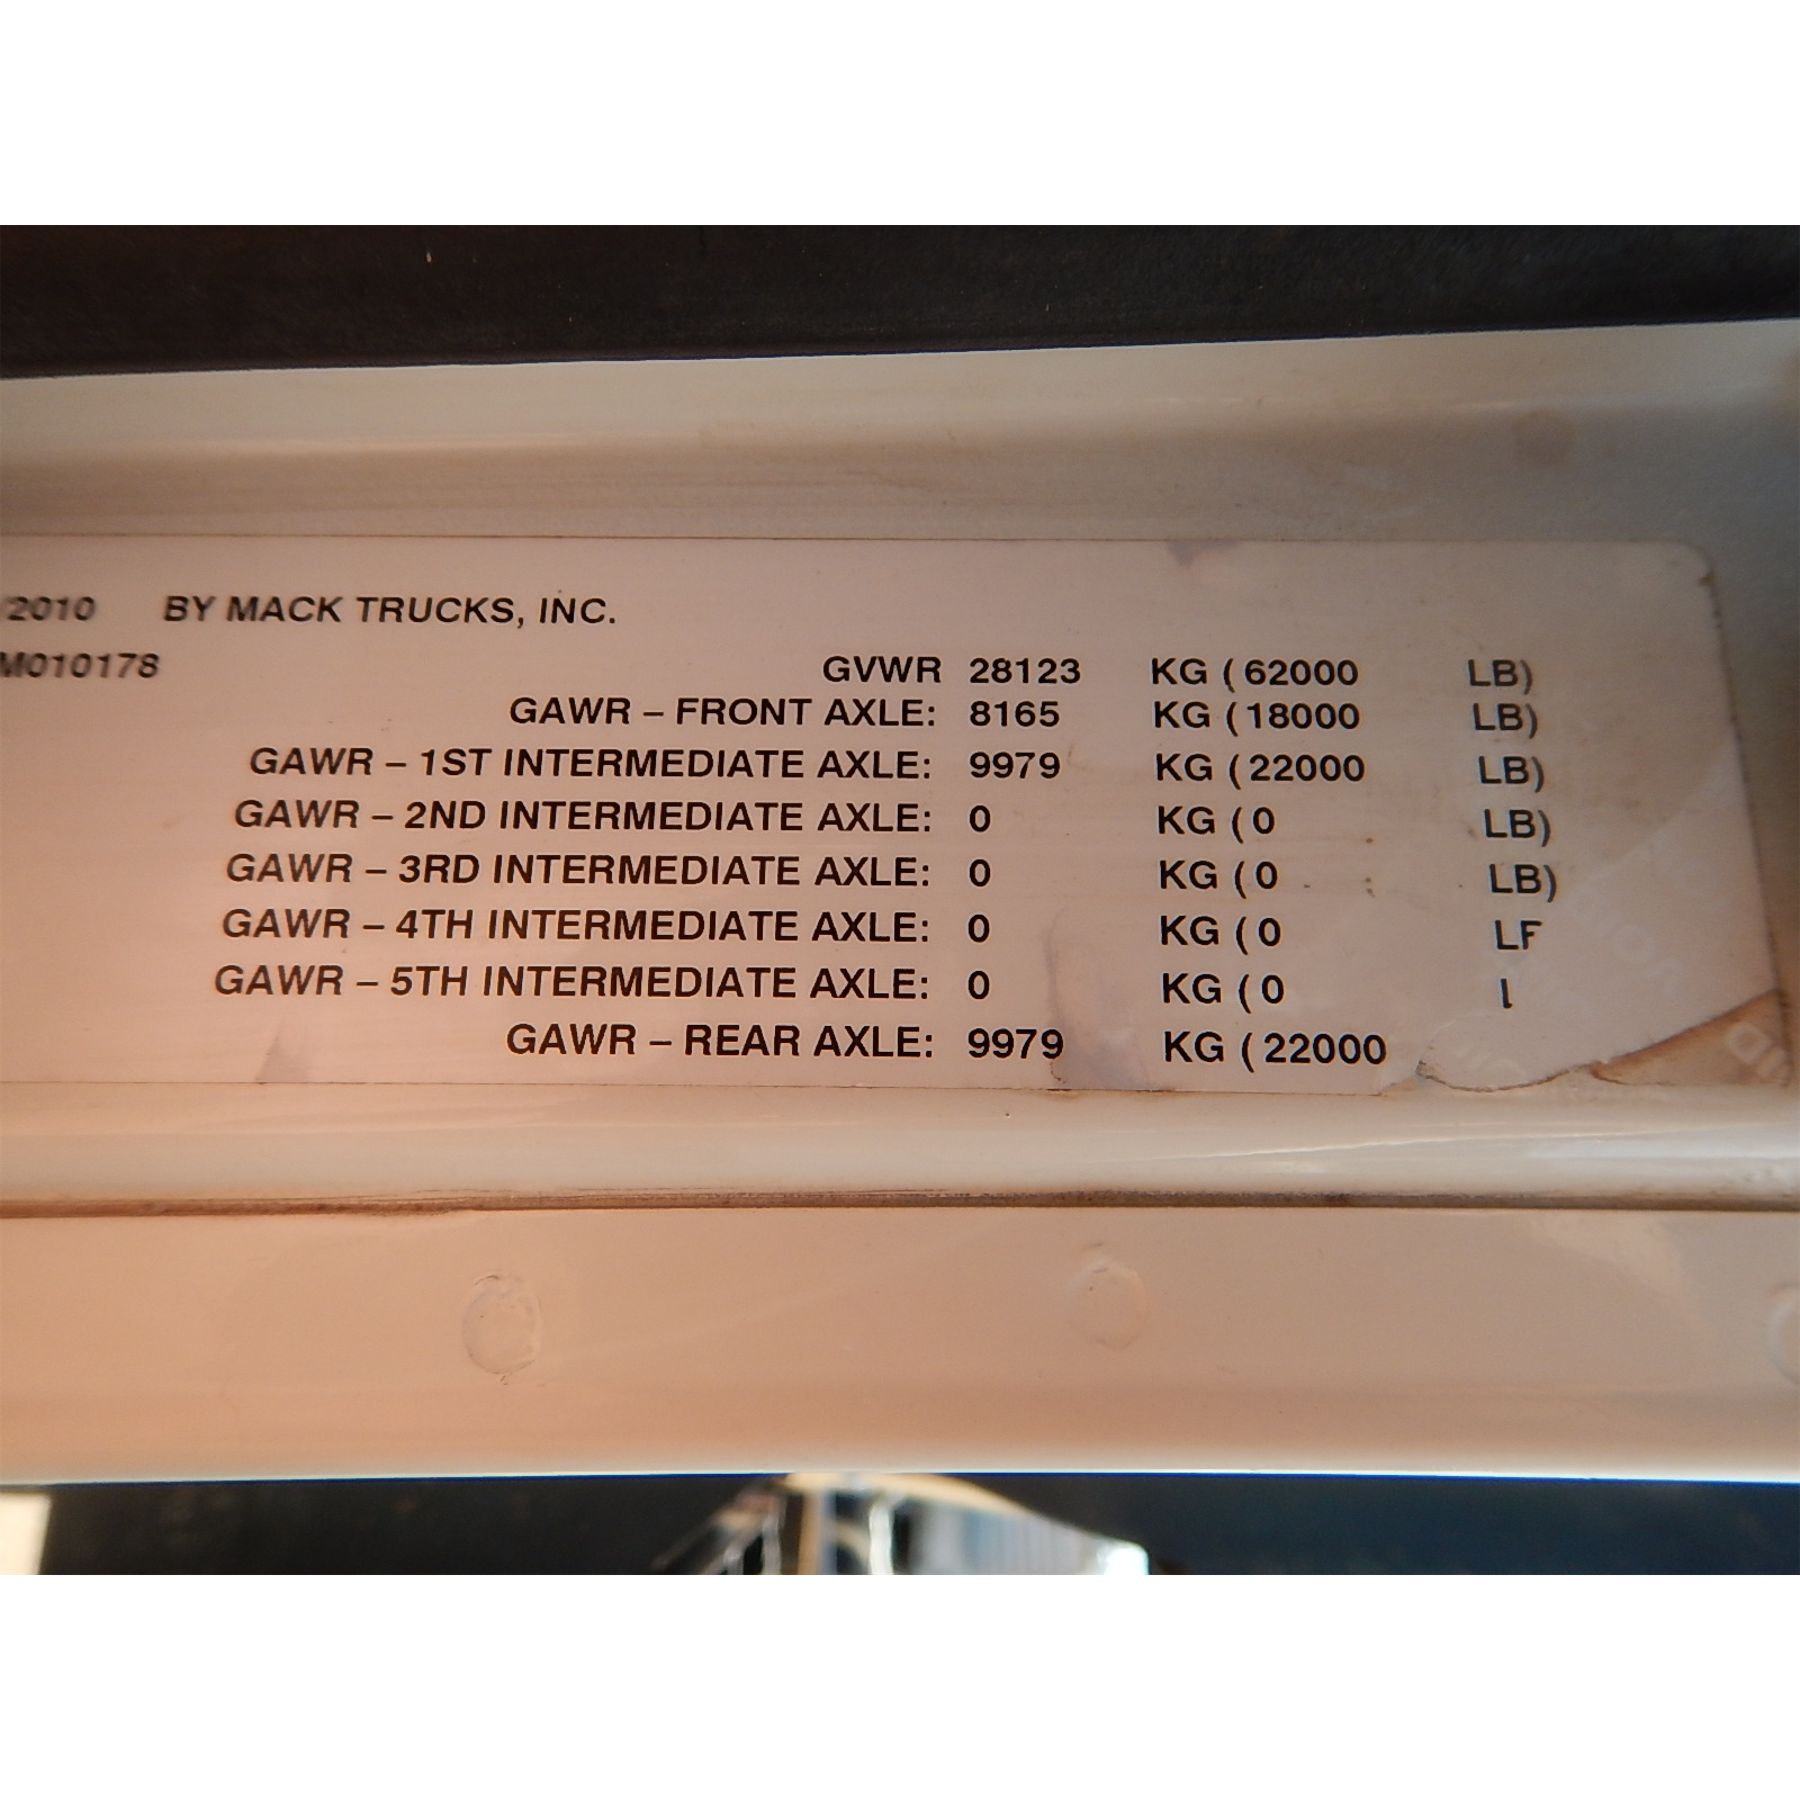 /2010 BY MACK TRUCKS, INC.
M010178
GVWR 28123 KG (62000 LB)
GAWR – FRONT AXLE: 8165 KG (18000 LB)
GAWR – 1ST INTERMEDIATE AXLE: 9979 KG (22000 LB)
GAWR – 2ND INTERMEDIATE AXLE: 0 KG (0 LB)
GAWR – 3RD INTERMEDIATE AXLE: 0 KG (0 LB)
GAWR – 4TH INTERMEDIATE AXLE: 0 KG (0
GAWR – 5TH INTERMEDIATE AXLE: 0 KG (0
GAWR – REAR AXLE: 9979 KG (22000